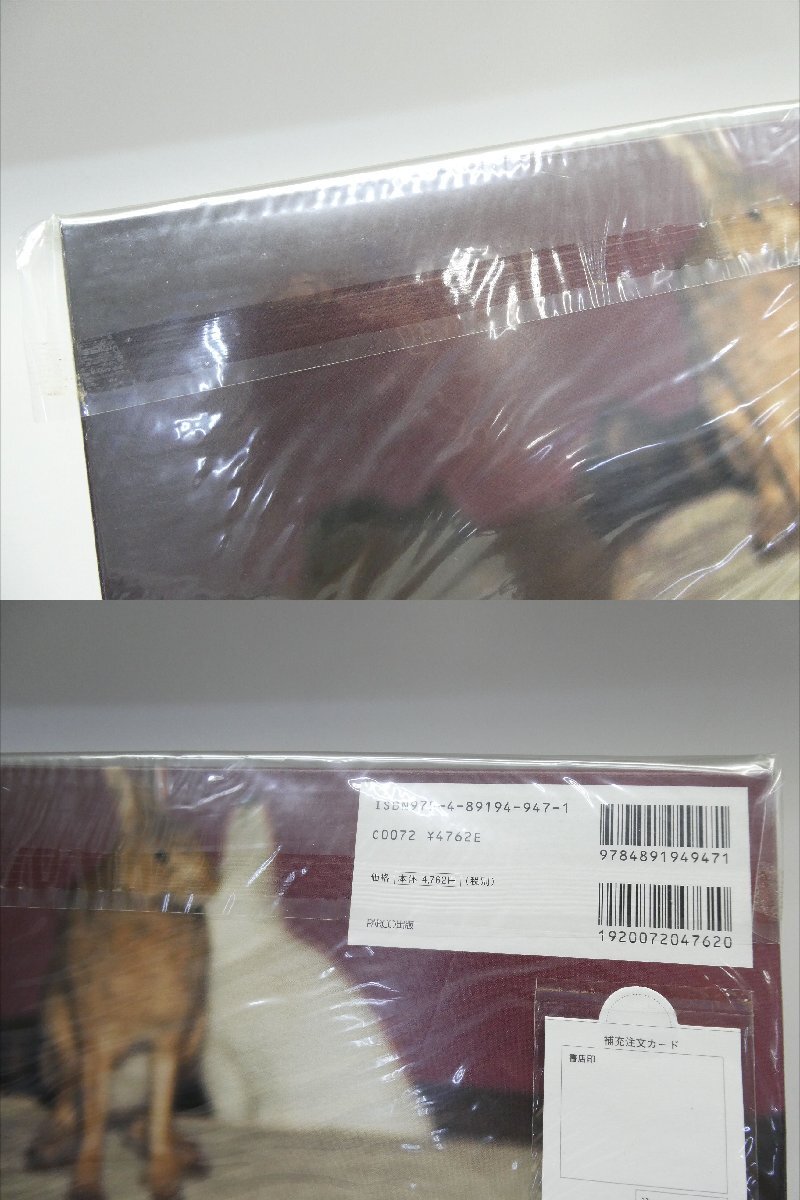 ISBN978-4-89194-947-1
C0072 ¥4762E
価格 本体 4,762円 (税別)
PARCO出版
9784891949471
1920072047620
補充注文カード
書店印